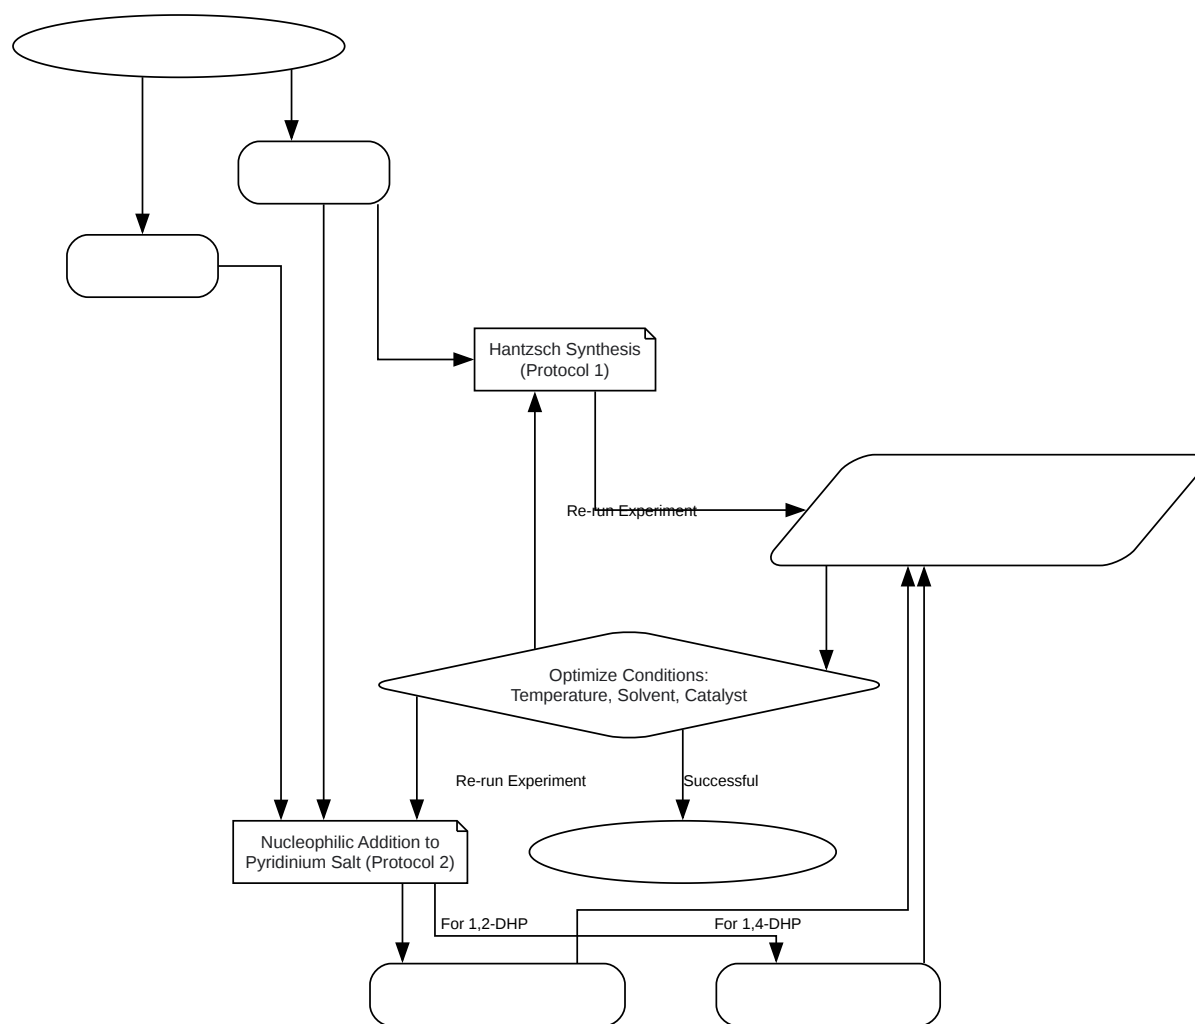 Hantzsch Synthesis
(Protocol 1)
Re-run Experiment
Optimize Conditions:
Temperature, Solvent, Catalyst
Re-run Experiment
Successful
Nucleophilic Addition to
Pyridinium Salt (Protocol 2)
For 1,2-DHP
For 1,4-DHP